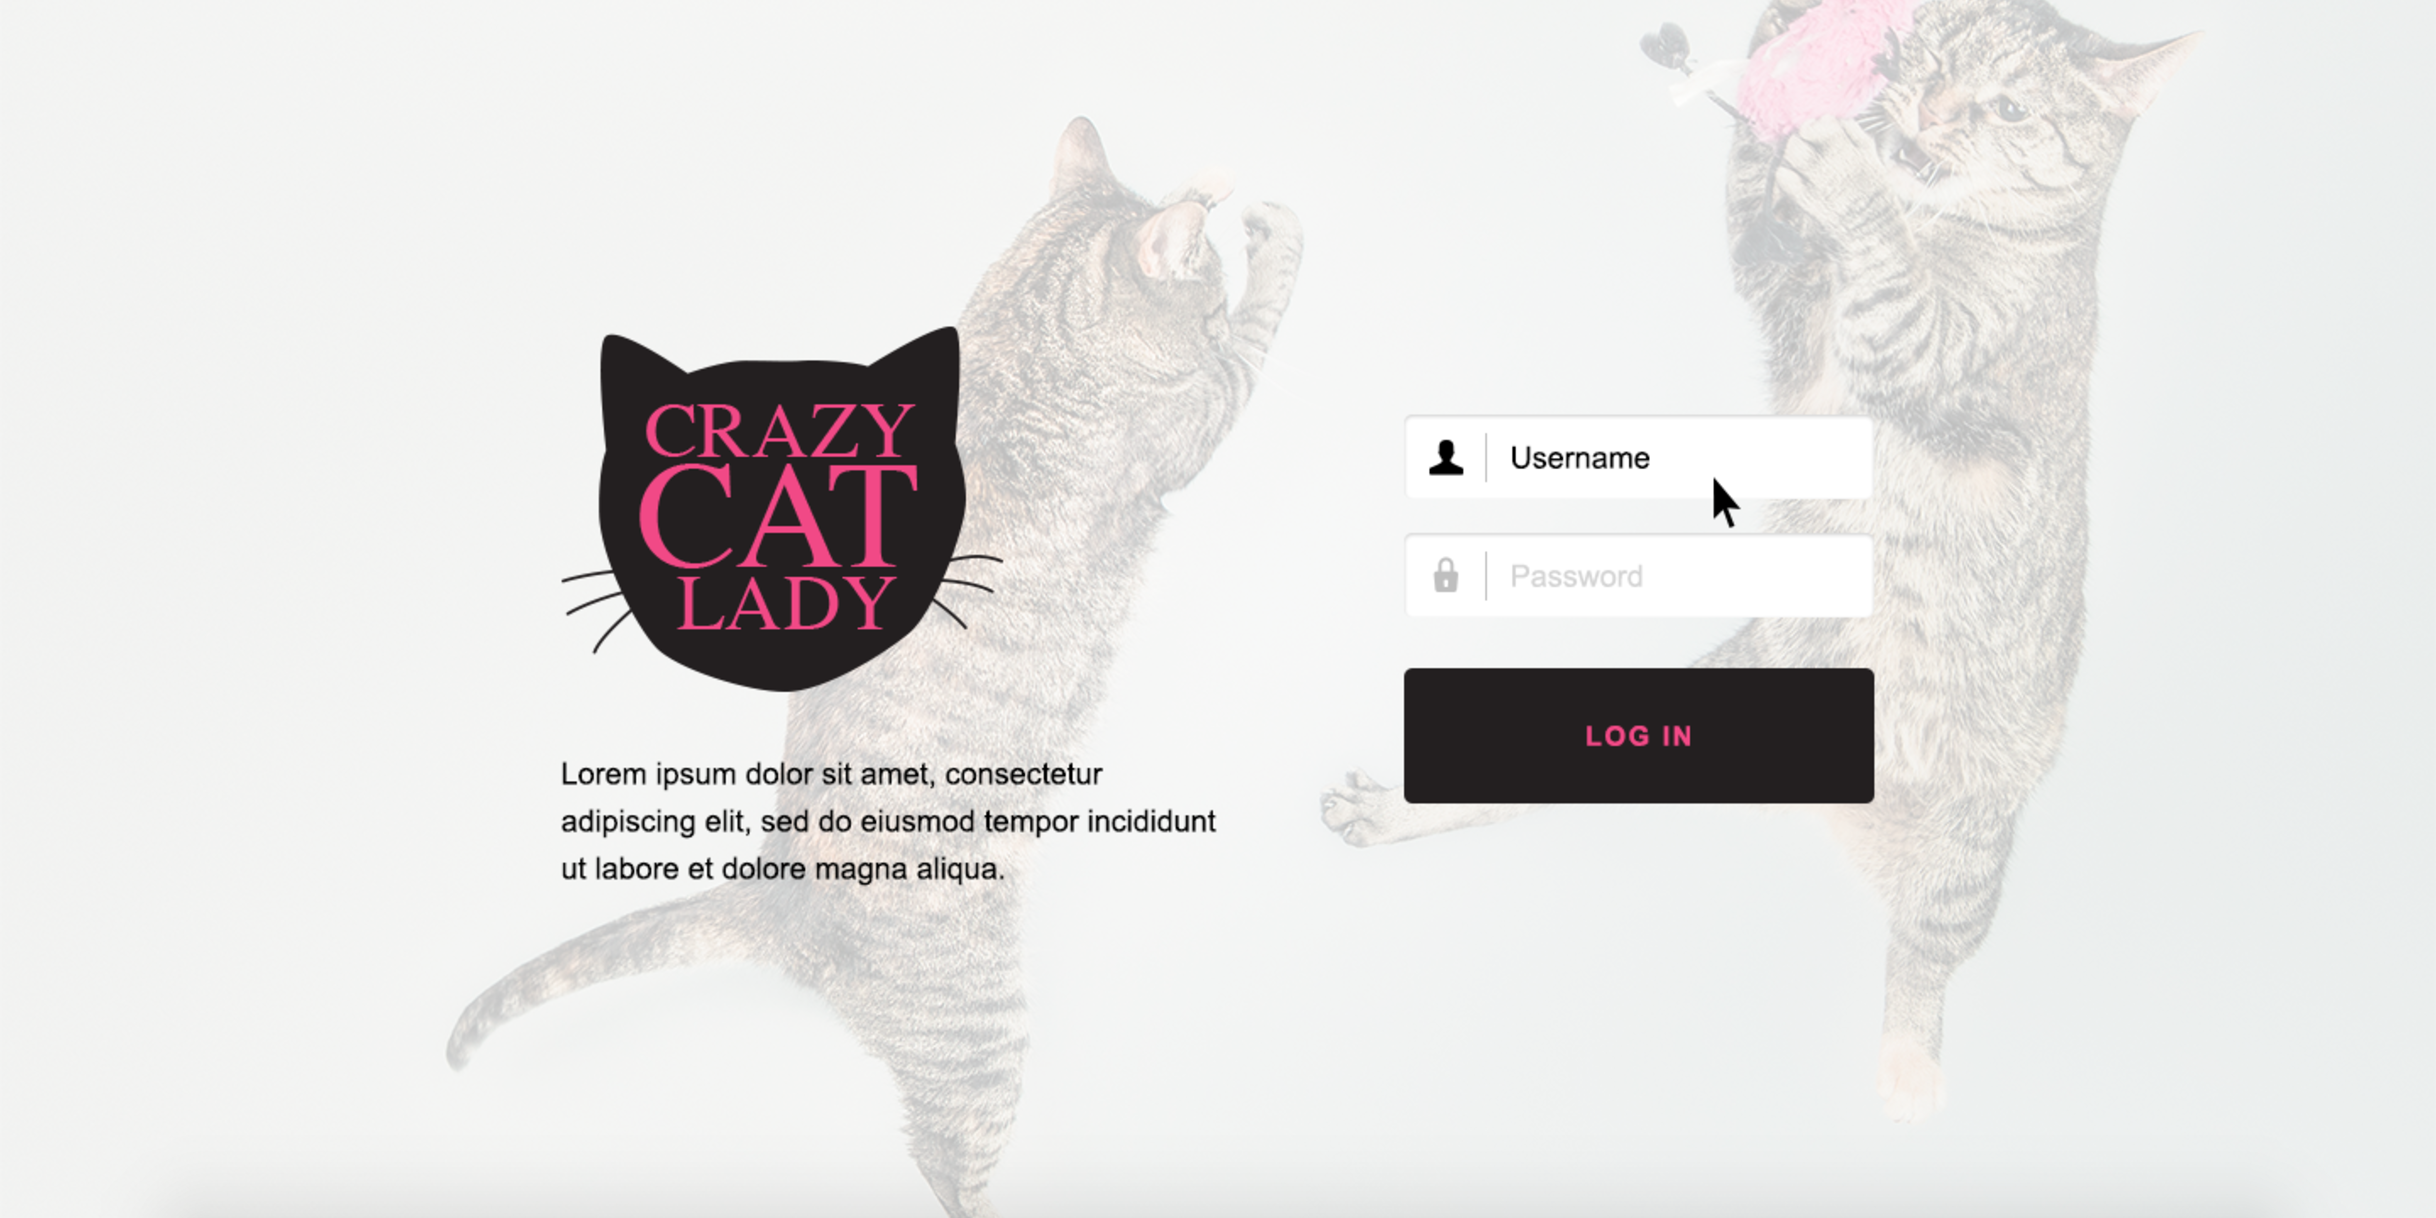 CRAZY
CAT
LADY
Lorem ipsum dolor sit amet, consectetur
adipiscing elit, sed do eiusmod tempor incididunt
ut labore et dolore magna aliqua.
Username
Password
LOG IN